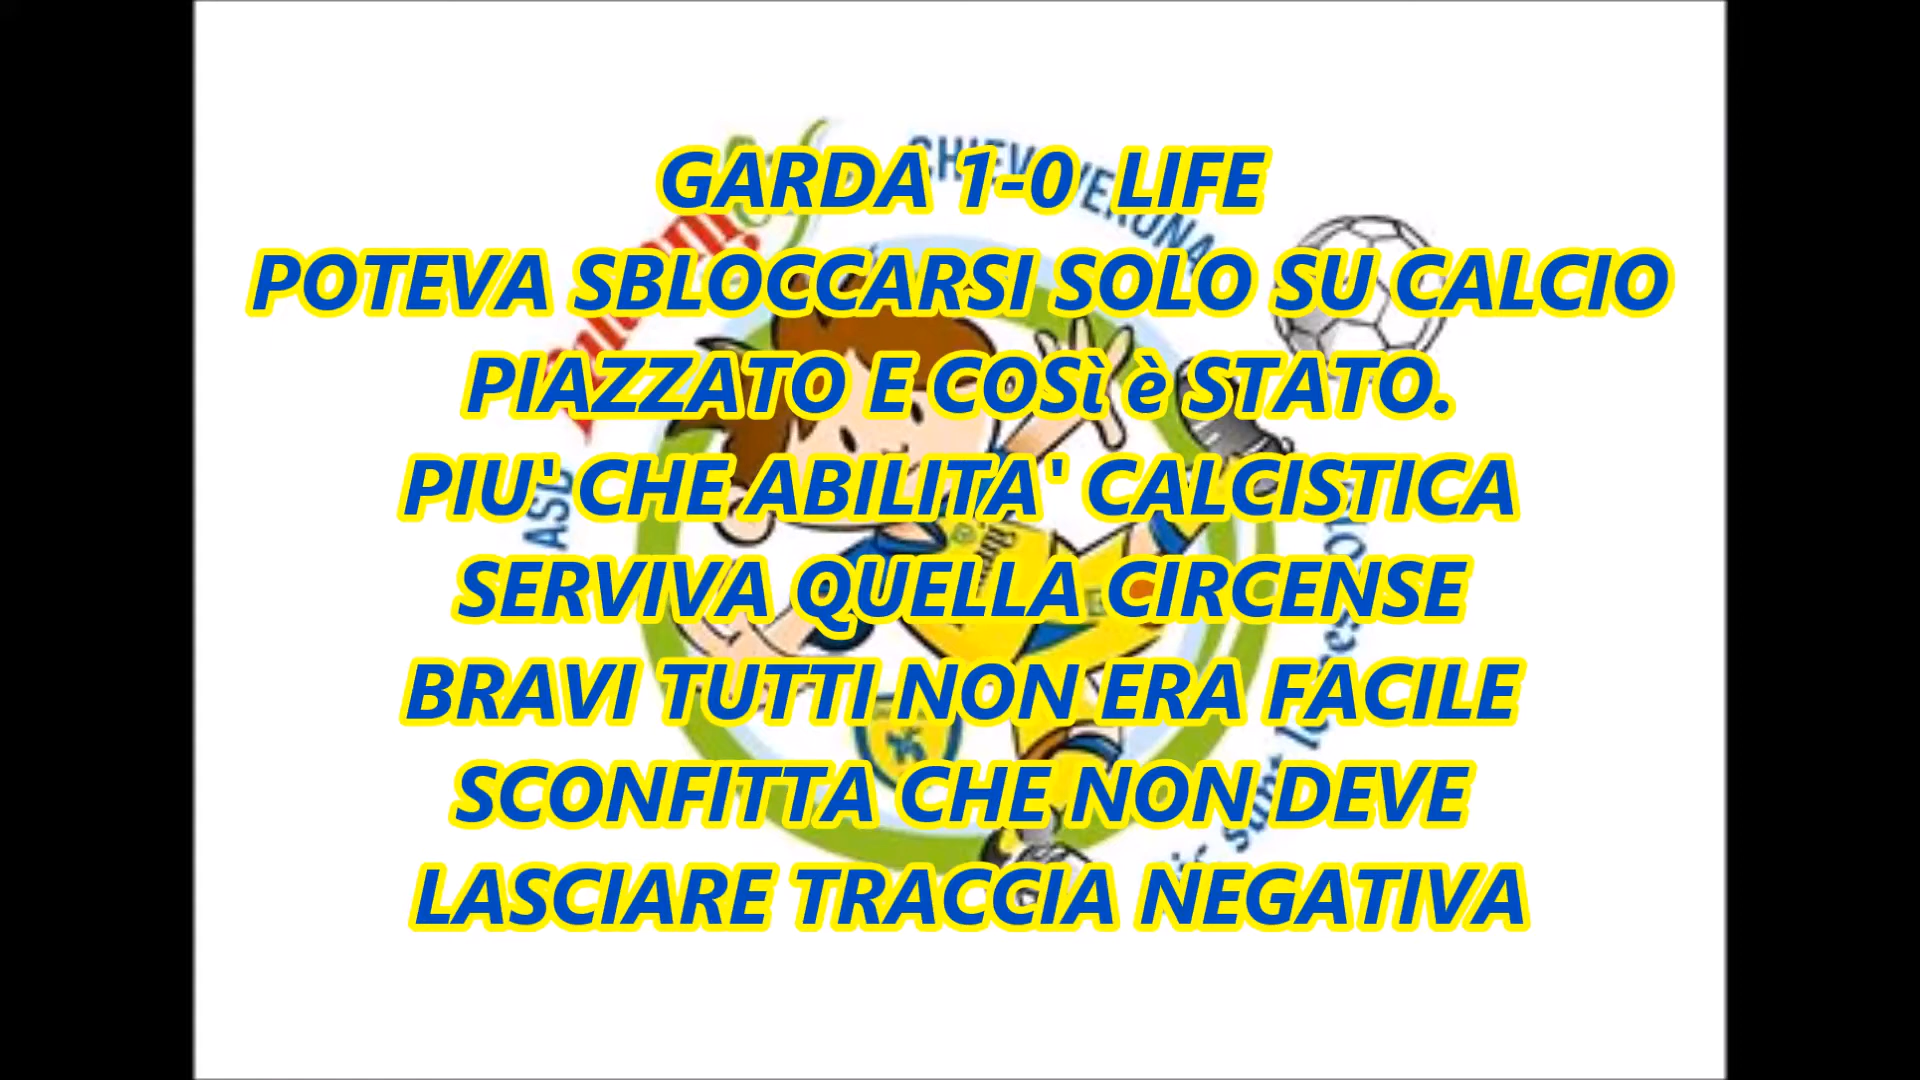 GARDA 1-0 LIFE
POTEVA SBLOCCARSI SOLO SU CALCIO
PIAZZATO E COSì è STATO.
PIU' CHE ABILITA' CALCISTICA
SERVIVA QUELLA CIRCENSE
BRAVI TUTTI NON ERA FACILE
SCONFITTA CHE NON DEVE
LASCIARE TRACCIA NEGATIVA
ASD